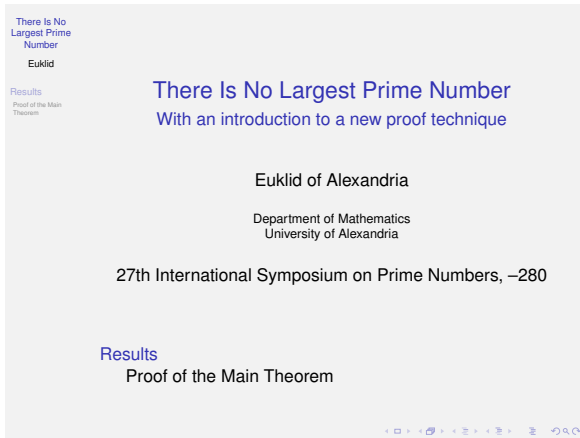 There Is No
Largest Prime
Number
Euklid
Results
Proof of the Main
Theorem
There Is No Largest Prime Number
With an introduction to a new proof technique
Euklid of Alexandria
Department of Mathematics
University of Alexandria
27th International Symposium on Prime Numbers, –280
Results
Proof of the Main Theorem